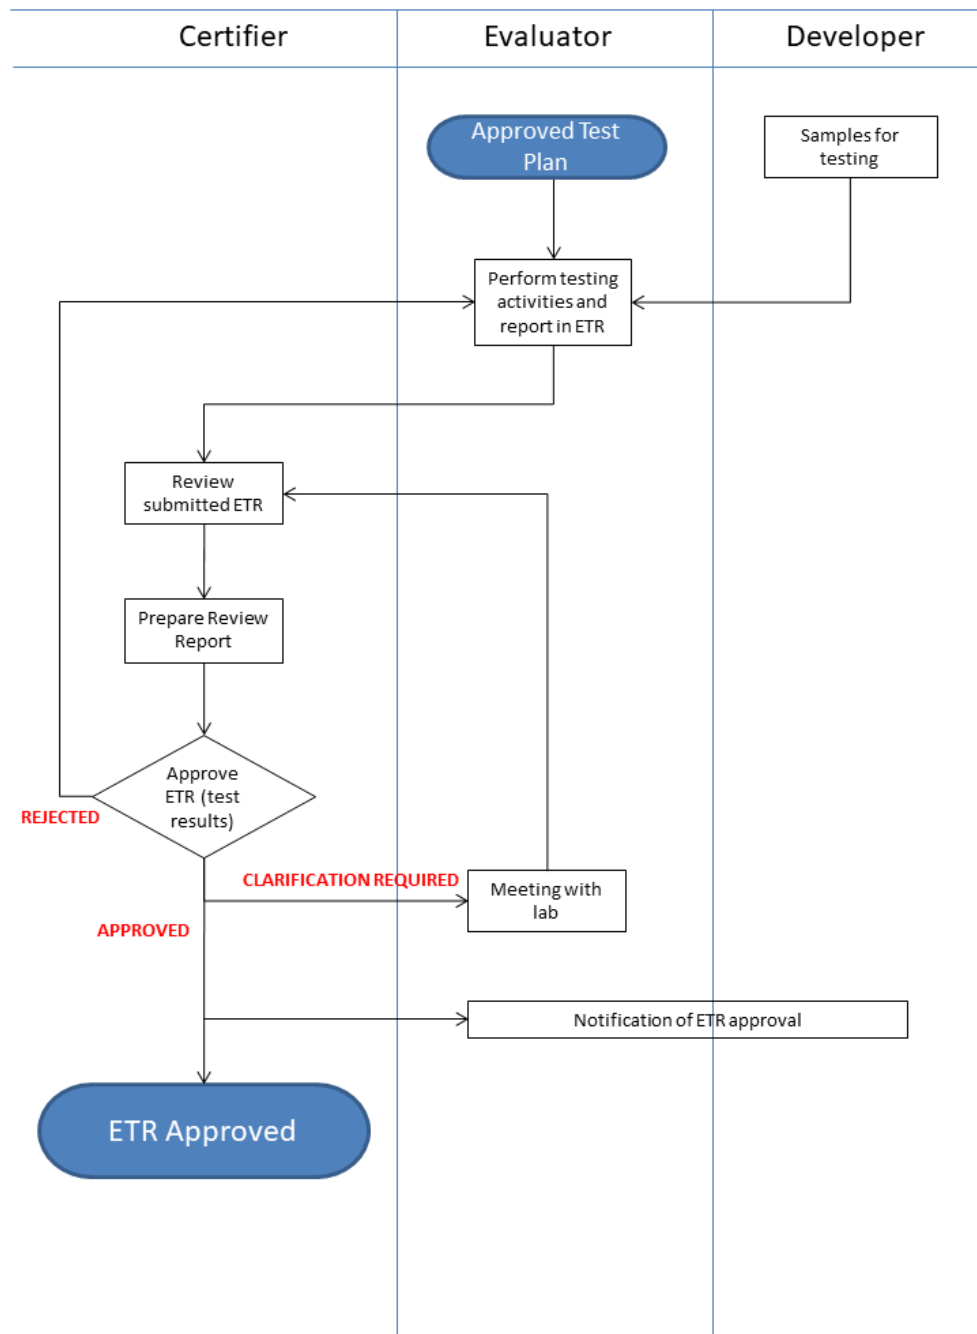 Certifier
Evaluator
Developer
Approved Test
Plan
Samples for
testing
Perform testing
activities and
report in ETR
Review
submitted ETR
Prepare Review
Report
Approve
ETR (test
results)
REJECTED
CLARIFICATION REQUIRED
Meeting with
lab
APPROVED
Notification of ETR approval
ETR Approved